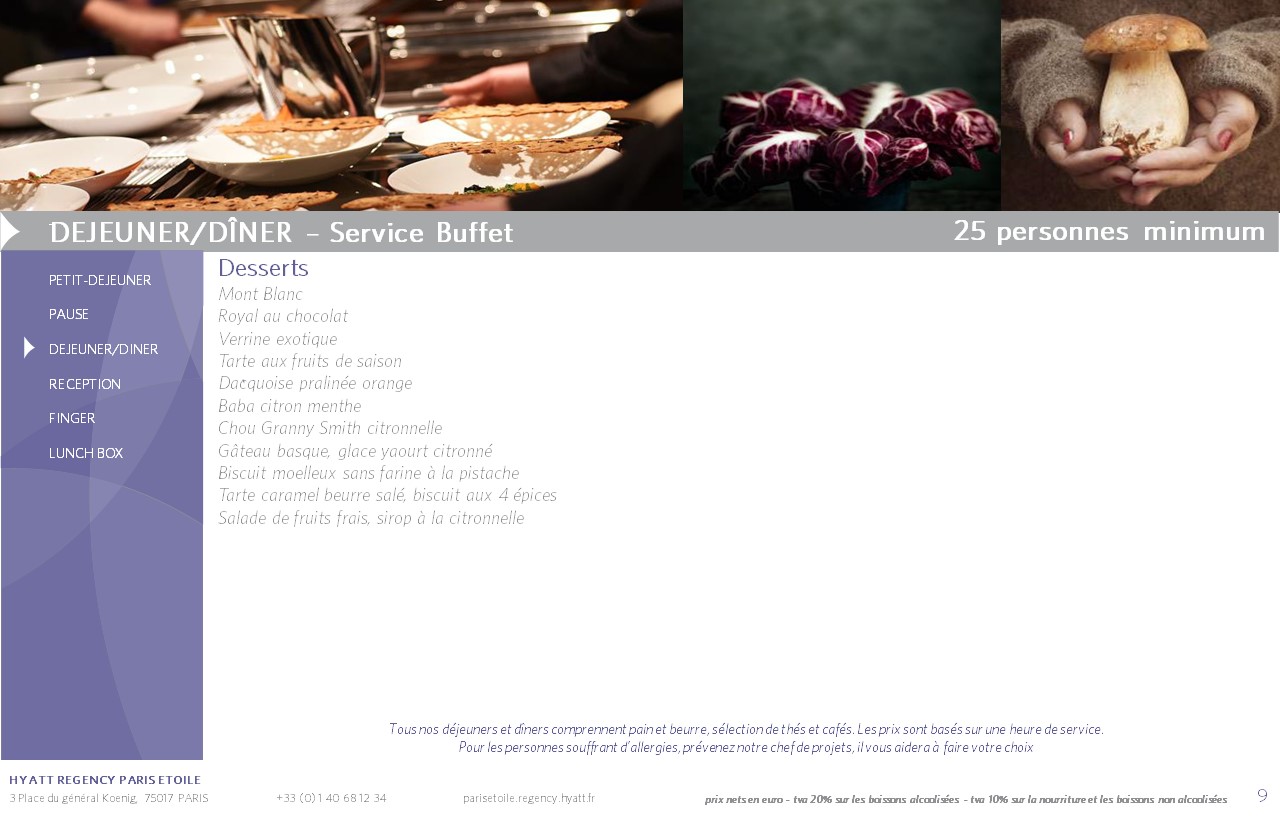 DEJEUNER/DÎNER – Service Buffet
25 personnes minimum
PETIT-DEJEUNER
PAUSE
DEJEUNER/DINER
RECEPTION
FINGER
LUNCH BOX
Desserts
Mont Blanc
Royal au chocolat
Verrine exotique
Tarte aux fruits de saison
Dacquoise pralinée orange
Baba citron menthe
Chou Granny Smith citronnelle
Gâteau basque, glace yaourt citronné
Biscuit moelleux sans farine à la pistache
Tarte caramel beurre salé, biscuit aux 4 épices
Salade de fruits frais, sirop à la citronnelle
Tous nos déjeuners et dîners comprennent pain et beurre, sélection de thés et cafés. Les prix sont basés sur une heure de service.
Pour les personnes souffrant d'allergies, prévenez notre chef de projets, il vous aidera à faire votre choix
HYATT REGENCY PARIS ETOILE
3 Place du général Koenig, 75017 PARIS
+33 (0) 1 40 68 12 34
parisetoile.regency.hyatt.fr
prix nets en euro - tva 20% sur les boissons alcoolisées - tva 10% sur la nourriture et les boissons non alcoolisées
9